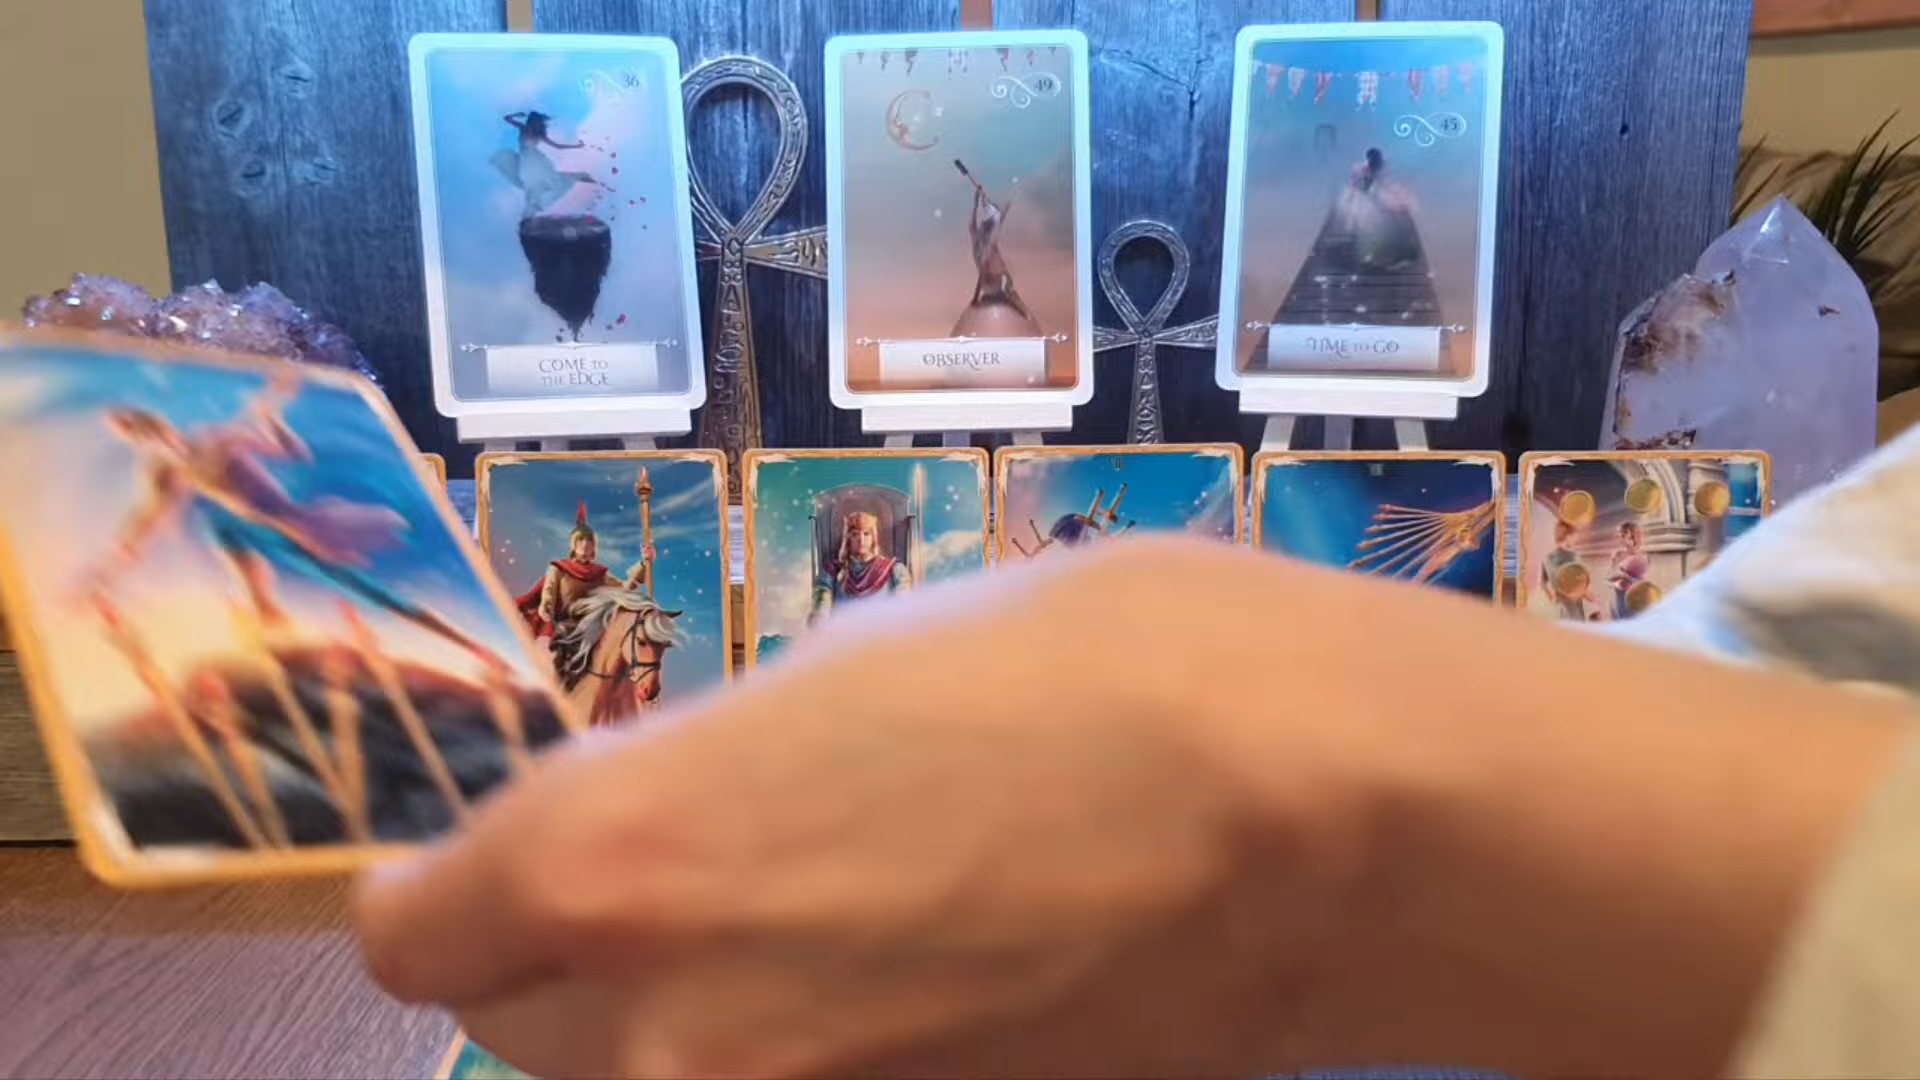 36
COME TO
THE EDGE
49
OBSERVER
45
TIME TO GO